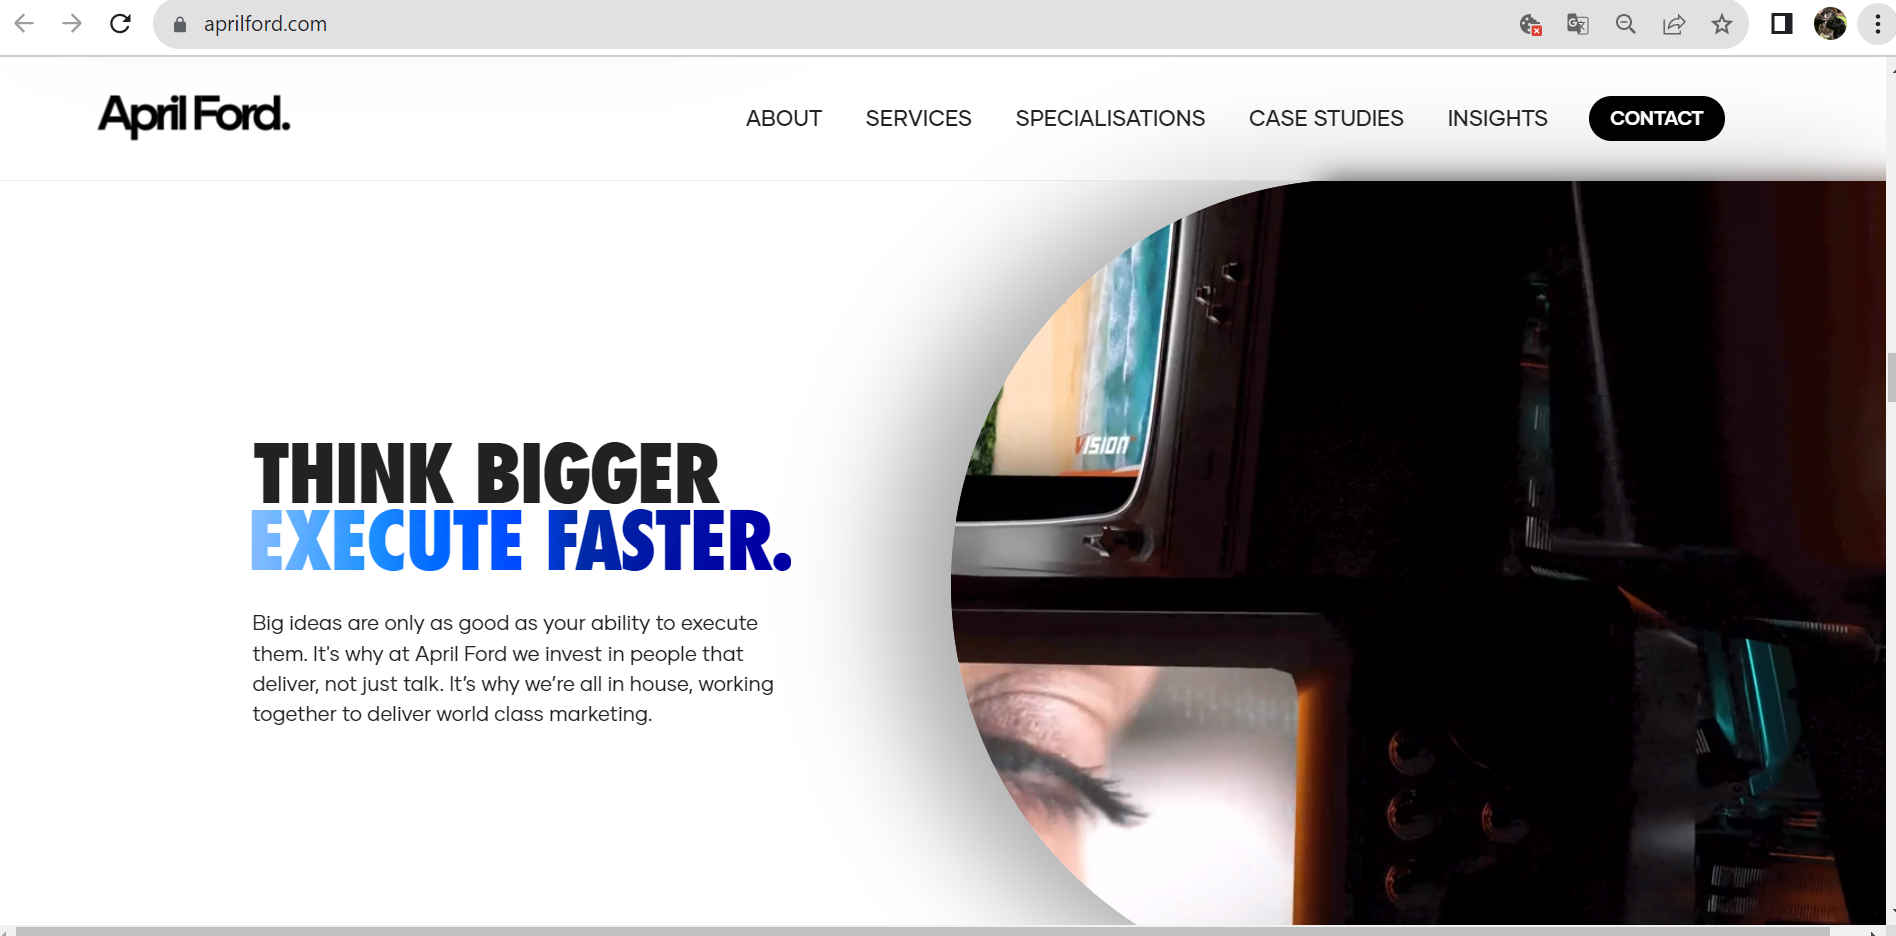 aprilford.com
April Ford.
ABOUT SERVICES SPECIALISATIONS CASE STUDIES INSIGHTS CONTACT
VISION
THINK BIGGER
EXECUTE FASTER.
Big ideas are only as good as your ability to execute
them. It's why at April Ford we invest in people that
deliver, not just talk. It’s why we’re all in house, working
together to deliver world class marketing.